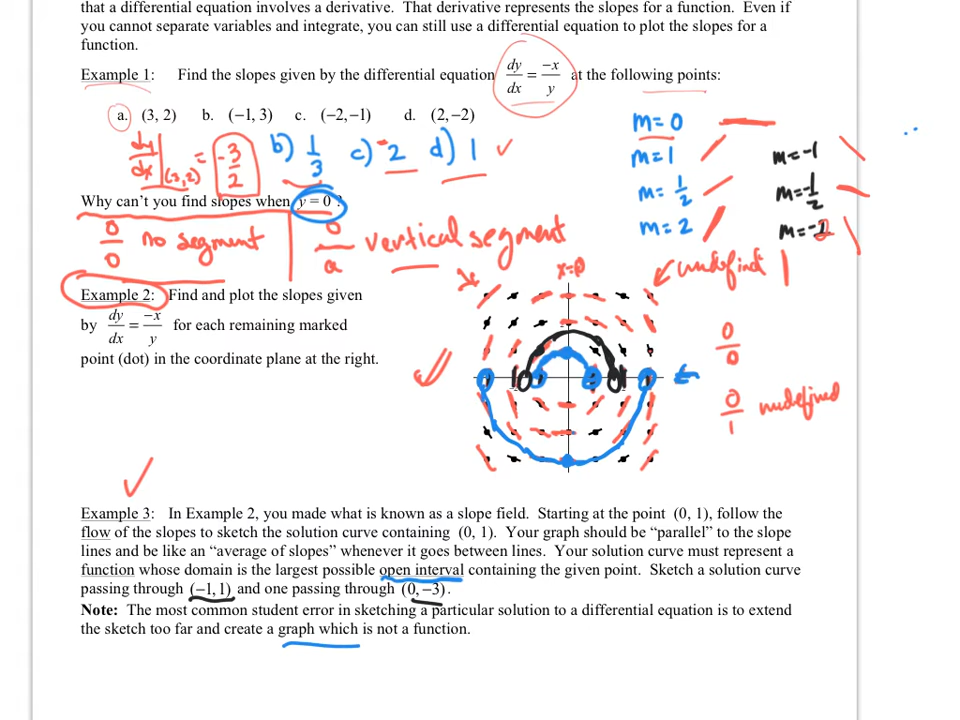 that a differential equation involves a derivative. That derivative represents the slopes for a function. Even if
you cannot separate variables and integrate, you can still use a differential equation to plot the slopes for a
function.
Example 1: Find the slopes given by the differential equation dy/dx = -x/y at the following points:
a. (3, 2) b. (−1, 3) c. (−2,−1) d. (2,−2)
dy/dx |(3,2) = -3/2 b) 1/3 c) -2 d) 1
m=0
m=1
m=1/2
m=2
m=-1
m=-1/2
m=-2
Why can’t you find slopes when y = 0 ?
0/0 no segment
0/a vertical segment
Example 2: Find and plot the slopes given
by dy/dx = −x/y for each remaining marked
point (dot) in the coordinate plane at the right.
undefined
0/0
0/1 undefined
Example 3: In Example 2, you made what is known as a slope field. Starting at the point (0, 1), follow the
flow of the slopes to sketch the solution curve containing (0, 1). Your graph should be “parallel” to the slope
lines and be like an “average of slopes” whenever it goes between lines. Your solution curve must represent a
function whose domain is the largest possible open interval containing the given point. Sketch a solution curve
passing through (−1, 1) and one passing through (0, −3).
Note: The most common student error in sketching a particular solution to a differential equation is to extend
the sketch too far and create a graph which is not a function.